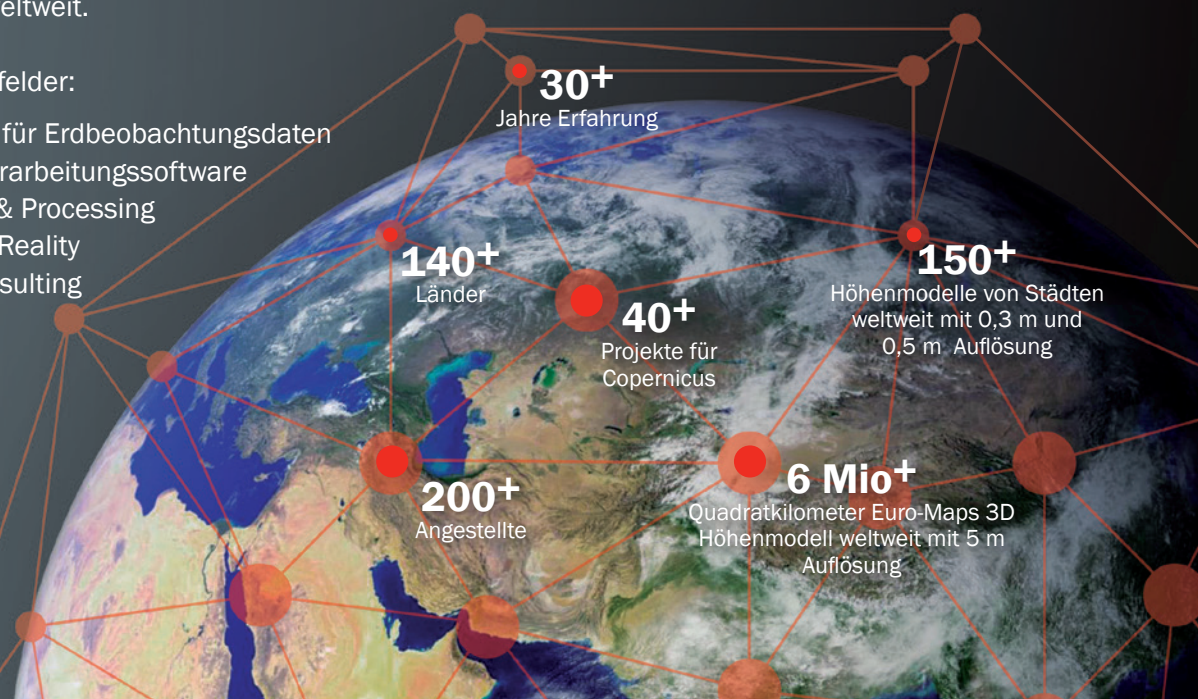 eltweit.
felder:
für Erdbeobachtungsdaten
rarbeitungssoftware
& Processing
Reality
sulting
30+
Jahre Erfahrung
140+
Länder
40+
Projekte für
Copernicus
150+
Höhenmodelle von Städten
weltweit mit 0,3 m und
0,5 m Auflösung
200+
Angestellte
6 Mio+
Quadratkilometer Euro-Maps 3D
Höhenmodell weltweit mit 5 m
Auflösung